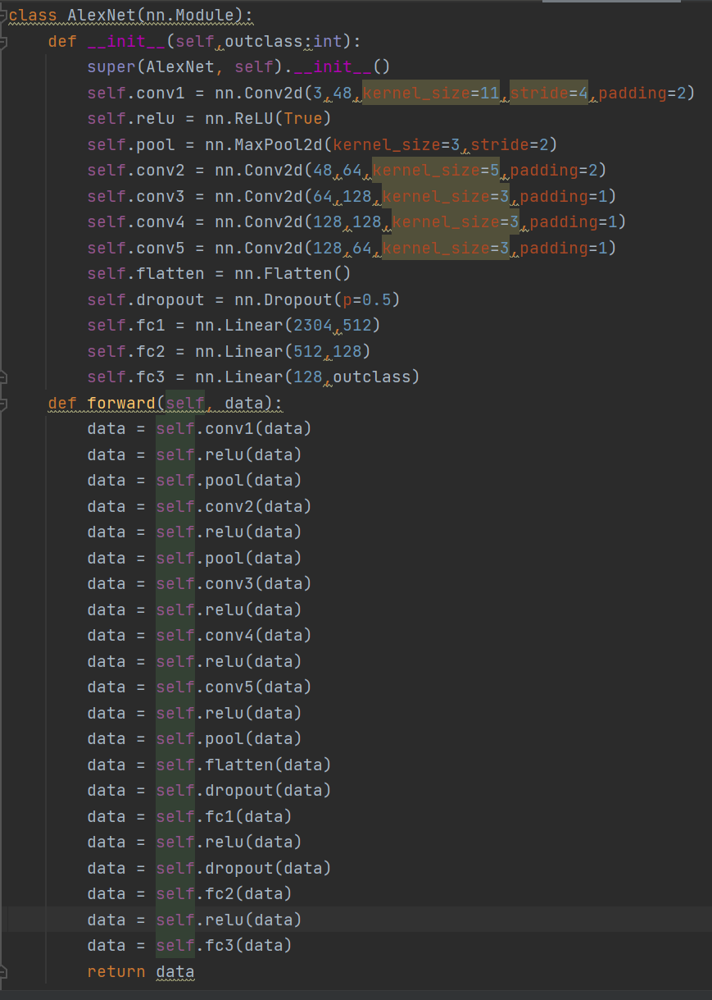 class AlexNet(nn.Module):
    def __init__(self,outclass:int):
        super(AlexNet, self).__init__()
        self.conv1 = nn.Conv2d(3,48,kernel_size=11,stride=4,padding=2)
        self.relu = nn.ReLU(True)
        self.pool = nn.MaxPool2d(kernel_size=3,stride=2)
        self.conv2 = nn.Conv2d(48,64,kernel_size=5,padding=2)
        self.conv3 = nn.Conv2d(64,128,kernel_size=3,padding=1)
        self.conv4 = nn.Conv2d(128,128,kernel_size=3,padding=1)
        self.conv5 = nn.Conv2d(128,64,kernel_size=3,padding=1)
        self.flatten = nn.Flatten()
        self.dropout = nn.Dropout(p=0.5)
        self.fc1 = nn.Linear(2304,512)
        self.fc2 = nn.Linear(512,128)
        self.fc3 = nn.Linear(128,outclass)
    def forward(self, data):
        data = self.conv1(data)
        data = self.relu(data)
        data = self.pool(data)
        data = self.conv2(data)
        data = self.relu(data)
        data = self.pool(data)
        data = self.conv3(data)
        data = self.relu(data)
        data = self.conv4(data)
        data = self.relu(data)
        data = self.conv5(data)
        data = self.relu(data)
        data = self.pool(data)
        data = self.flatten(data)
        data = self.dropout(data)
        data = self.fc1(data)
        data = self.relu(data)
        data = self.dropout(data)
        data = self.fc2(data)
        data = self.relu(data)
        data = self.fc3(data)
        return data